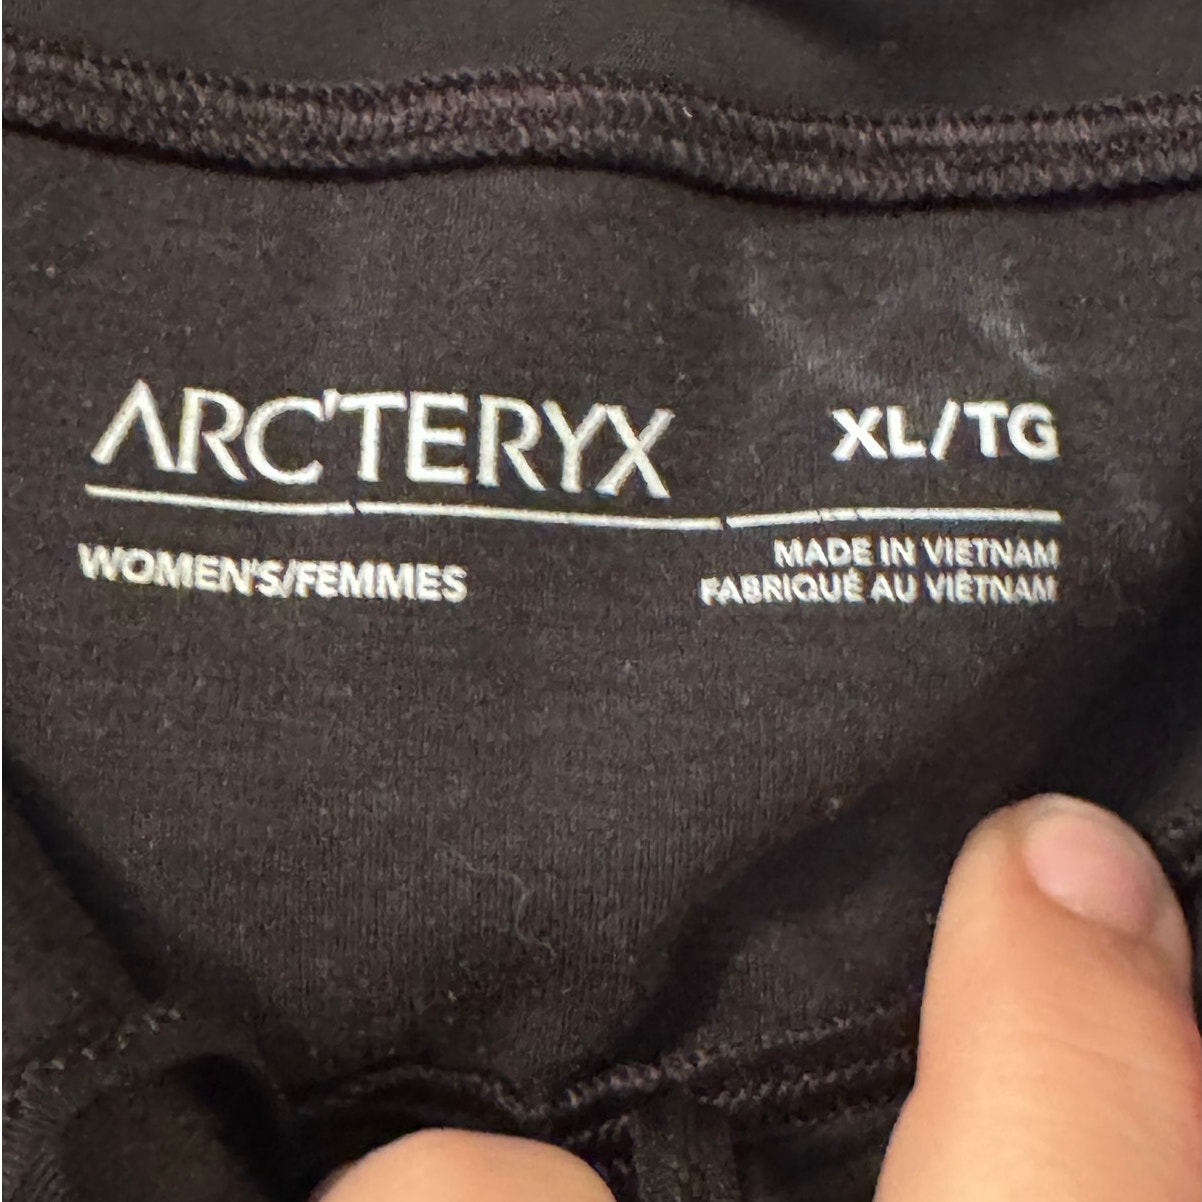 ARC'TERYX XL/TG
WOMEN'S/FEMMES
MADE IN VIETNAM
FABRIQUÉ AU VIÊTNAM